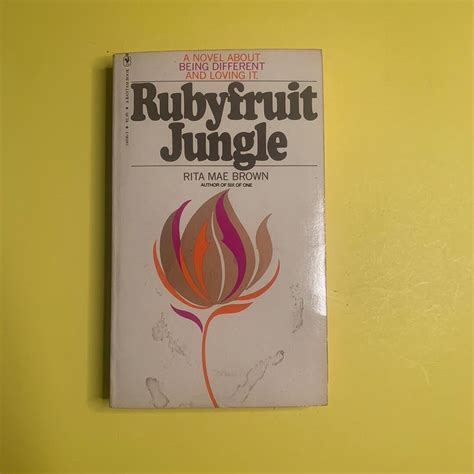 A NOVEL ABOUT
BEING DIFFERENT
AND LOVING IT.
Rubyfruit
Jungle
RITA MAE BROWN
AUTHOR OF SIX OF ONE